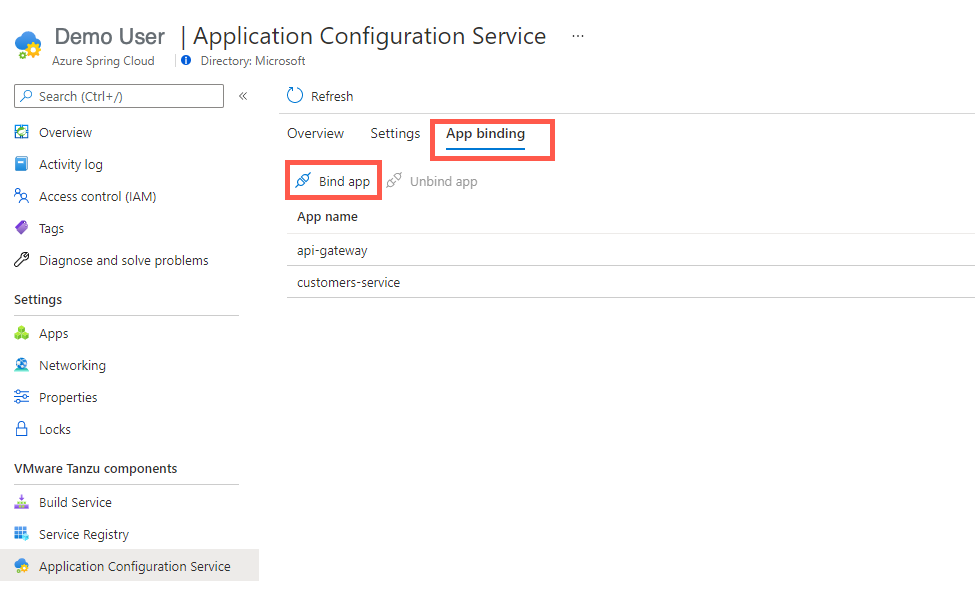 Demo User | Application Configuration Service ...
Azure Spring Cloud | Directory: Microsoft
Search (Ctrl+/) «
Overview
Activity log
Access control (IAM)
Tags
Diagnose and solve problems
Settings
Apps
Networking
Properties
Locks
VMware Tanzu components
Build Service
Service Registry
Application Configuration Service
Refresh
Overview Settings App binding
Bind app Unbind app
App name
api-gateway
customers-service